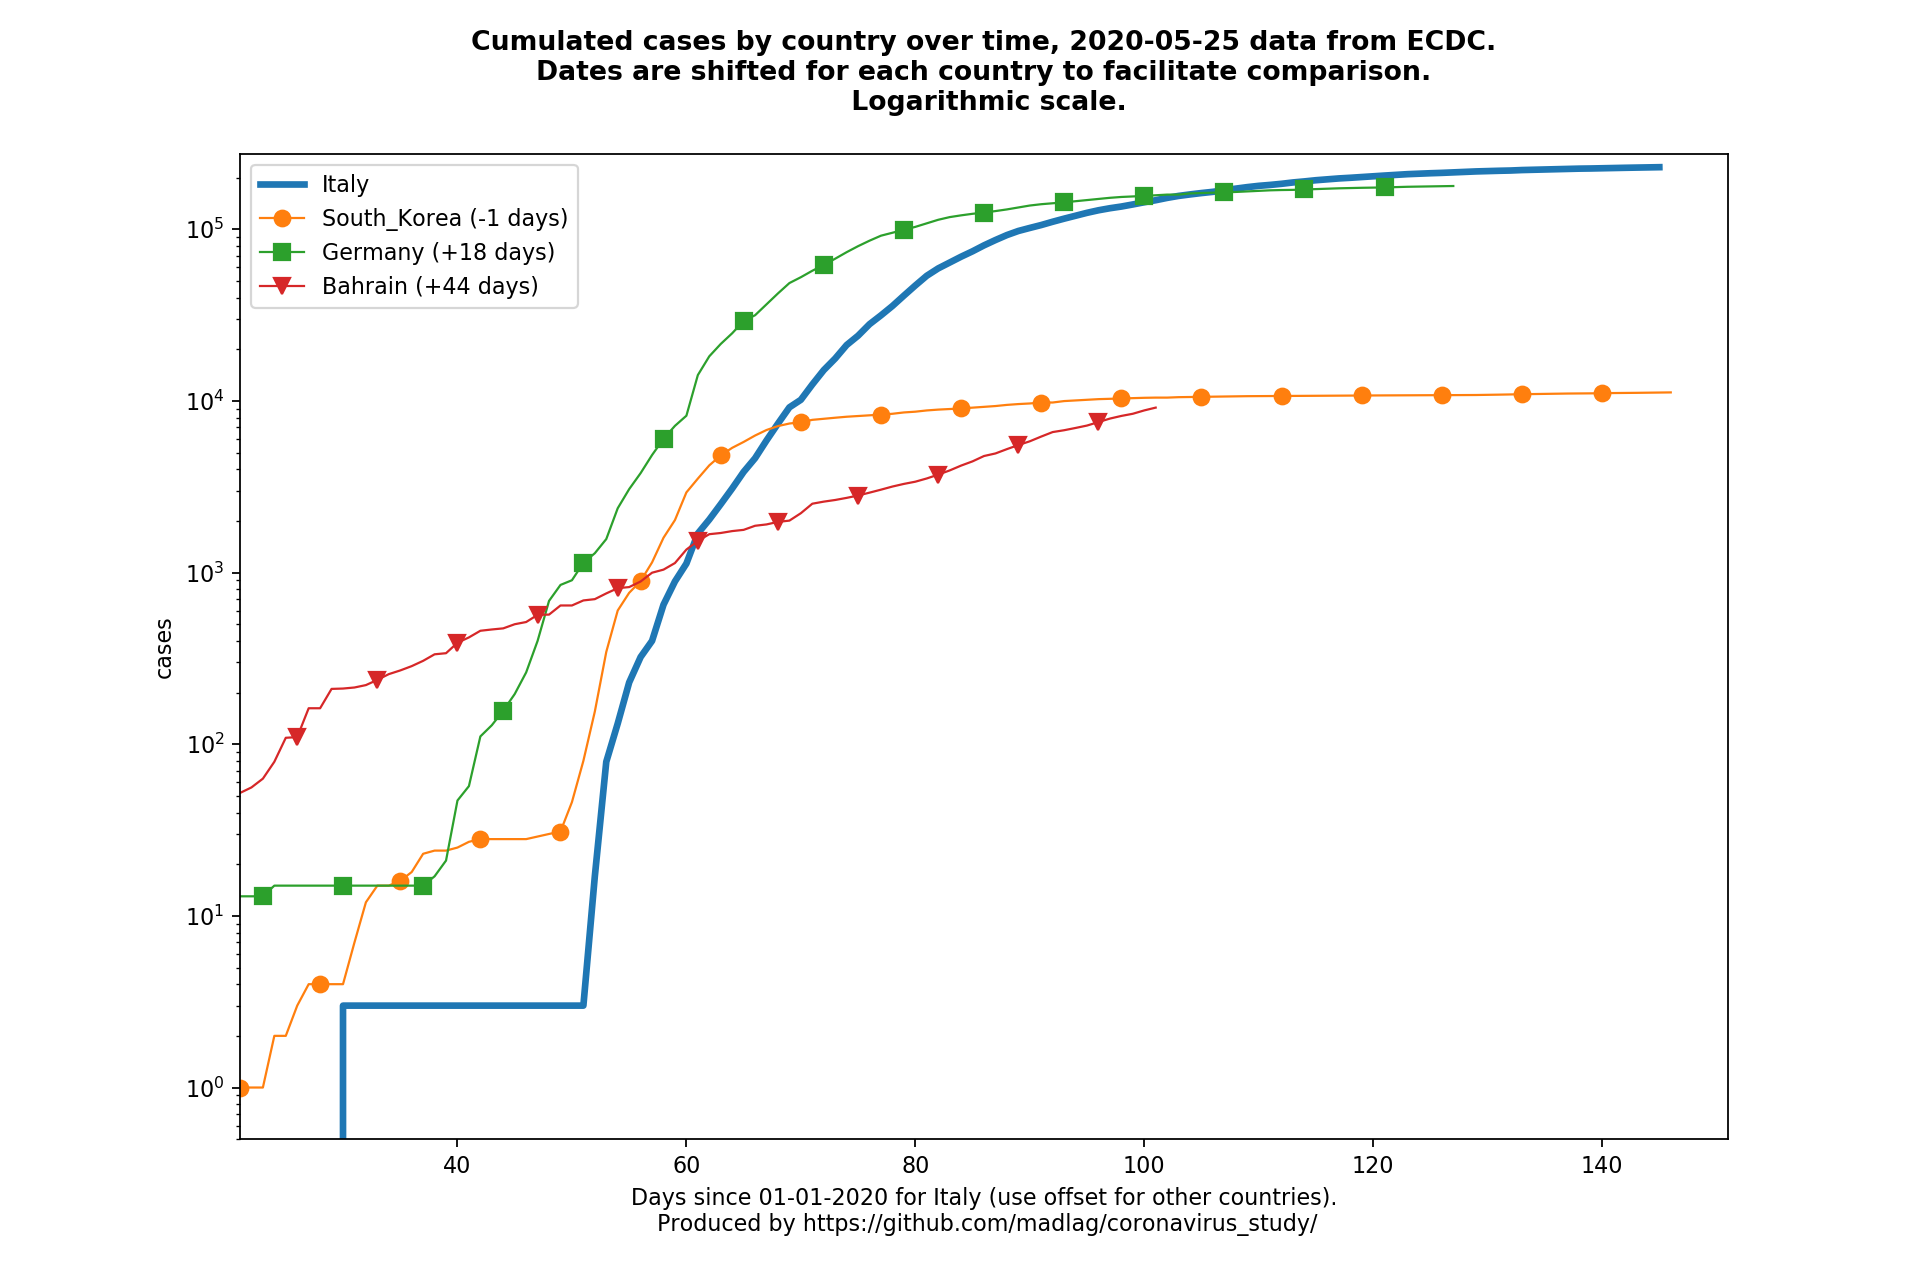 Cumulated cases by country over time, 2020-05-25 data from ECDC.
Dates are shifted for each country to facilitate comparison.
Logarithmic scale.
Italy
South_Korea (-1 days)
Germany (+18 days)
Bahrain (+44 days)
10^5
10^4
10^3
10^2
10^1
10^0
cases
40 60 80 100 120 140
Days since 01-01-2020 for Italy (use offset for other countries).
Produced by https://github.com/madlag/coronavirus_study/